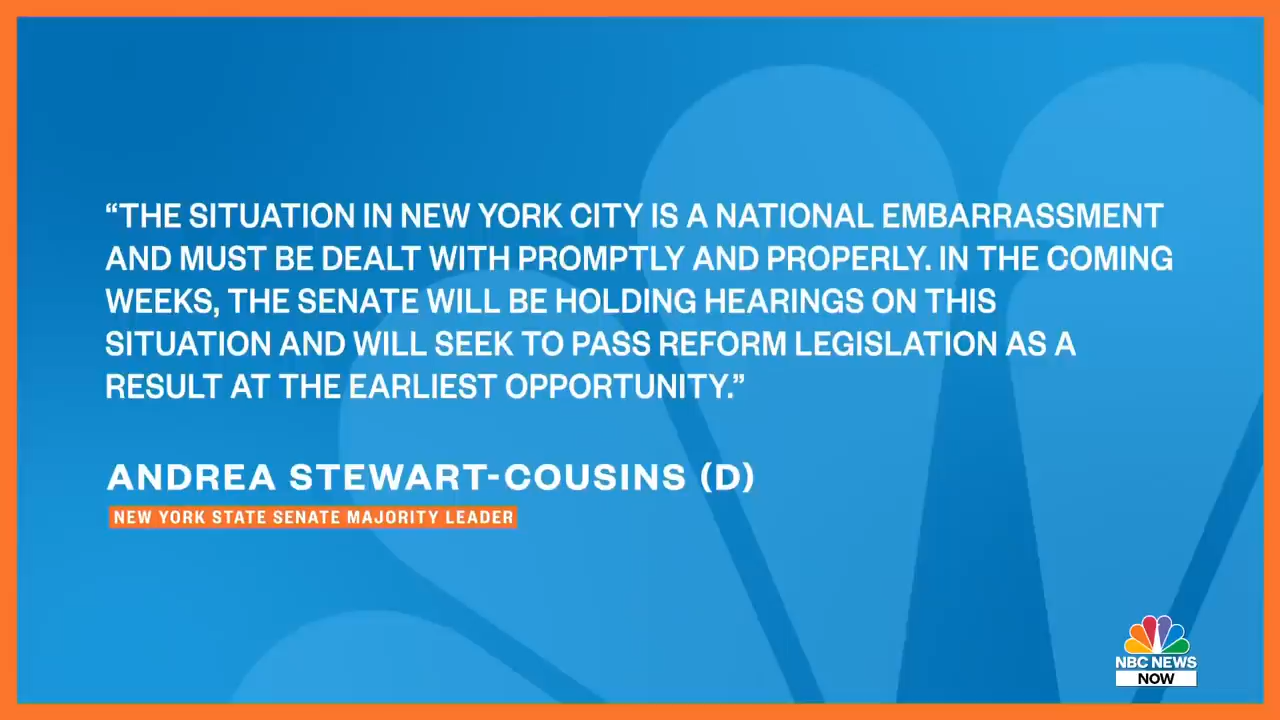 “THE SITUATION IN NEW YORK CITY IS A NATIONAL EMBARRASSMENT
AND MUST BE DEALT WITH PROMPTLY AND PROPERLY. IN THE COMING
WEEKS, THE SENATE WILL BE HOLDING HEARINGS ON THIS
SITUATION AND WILL SEEK TO PASS REFORM LEGISLATION AS A
RESULT AT THE EARLIEST OPPORTUNITY.”
ANDREA STEWART-COUSINS (D)
NEW YORK STATE SENATE MAJORITY LEADER
NBC NEWS
NOW